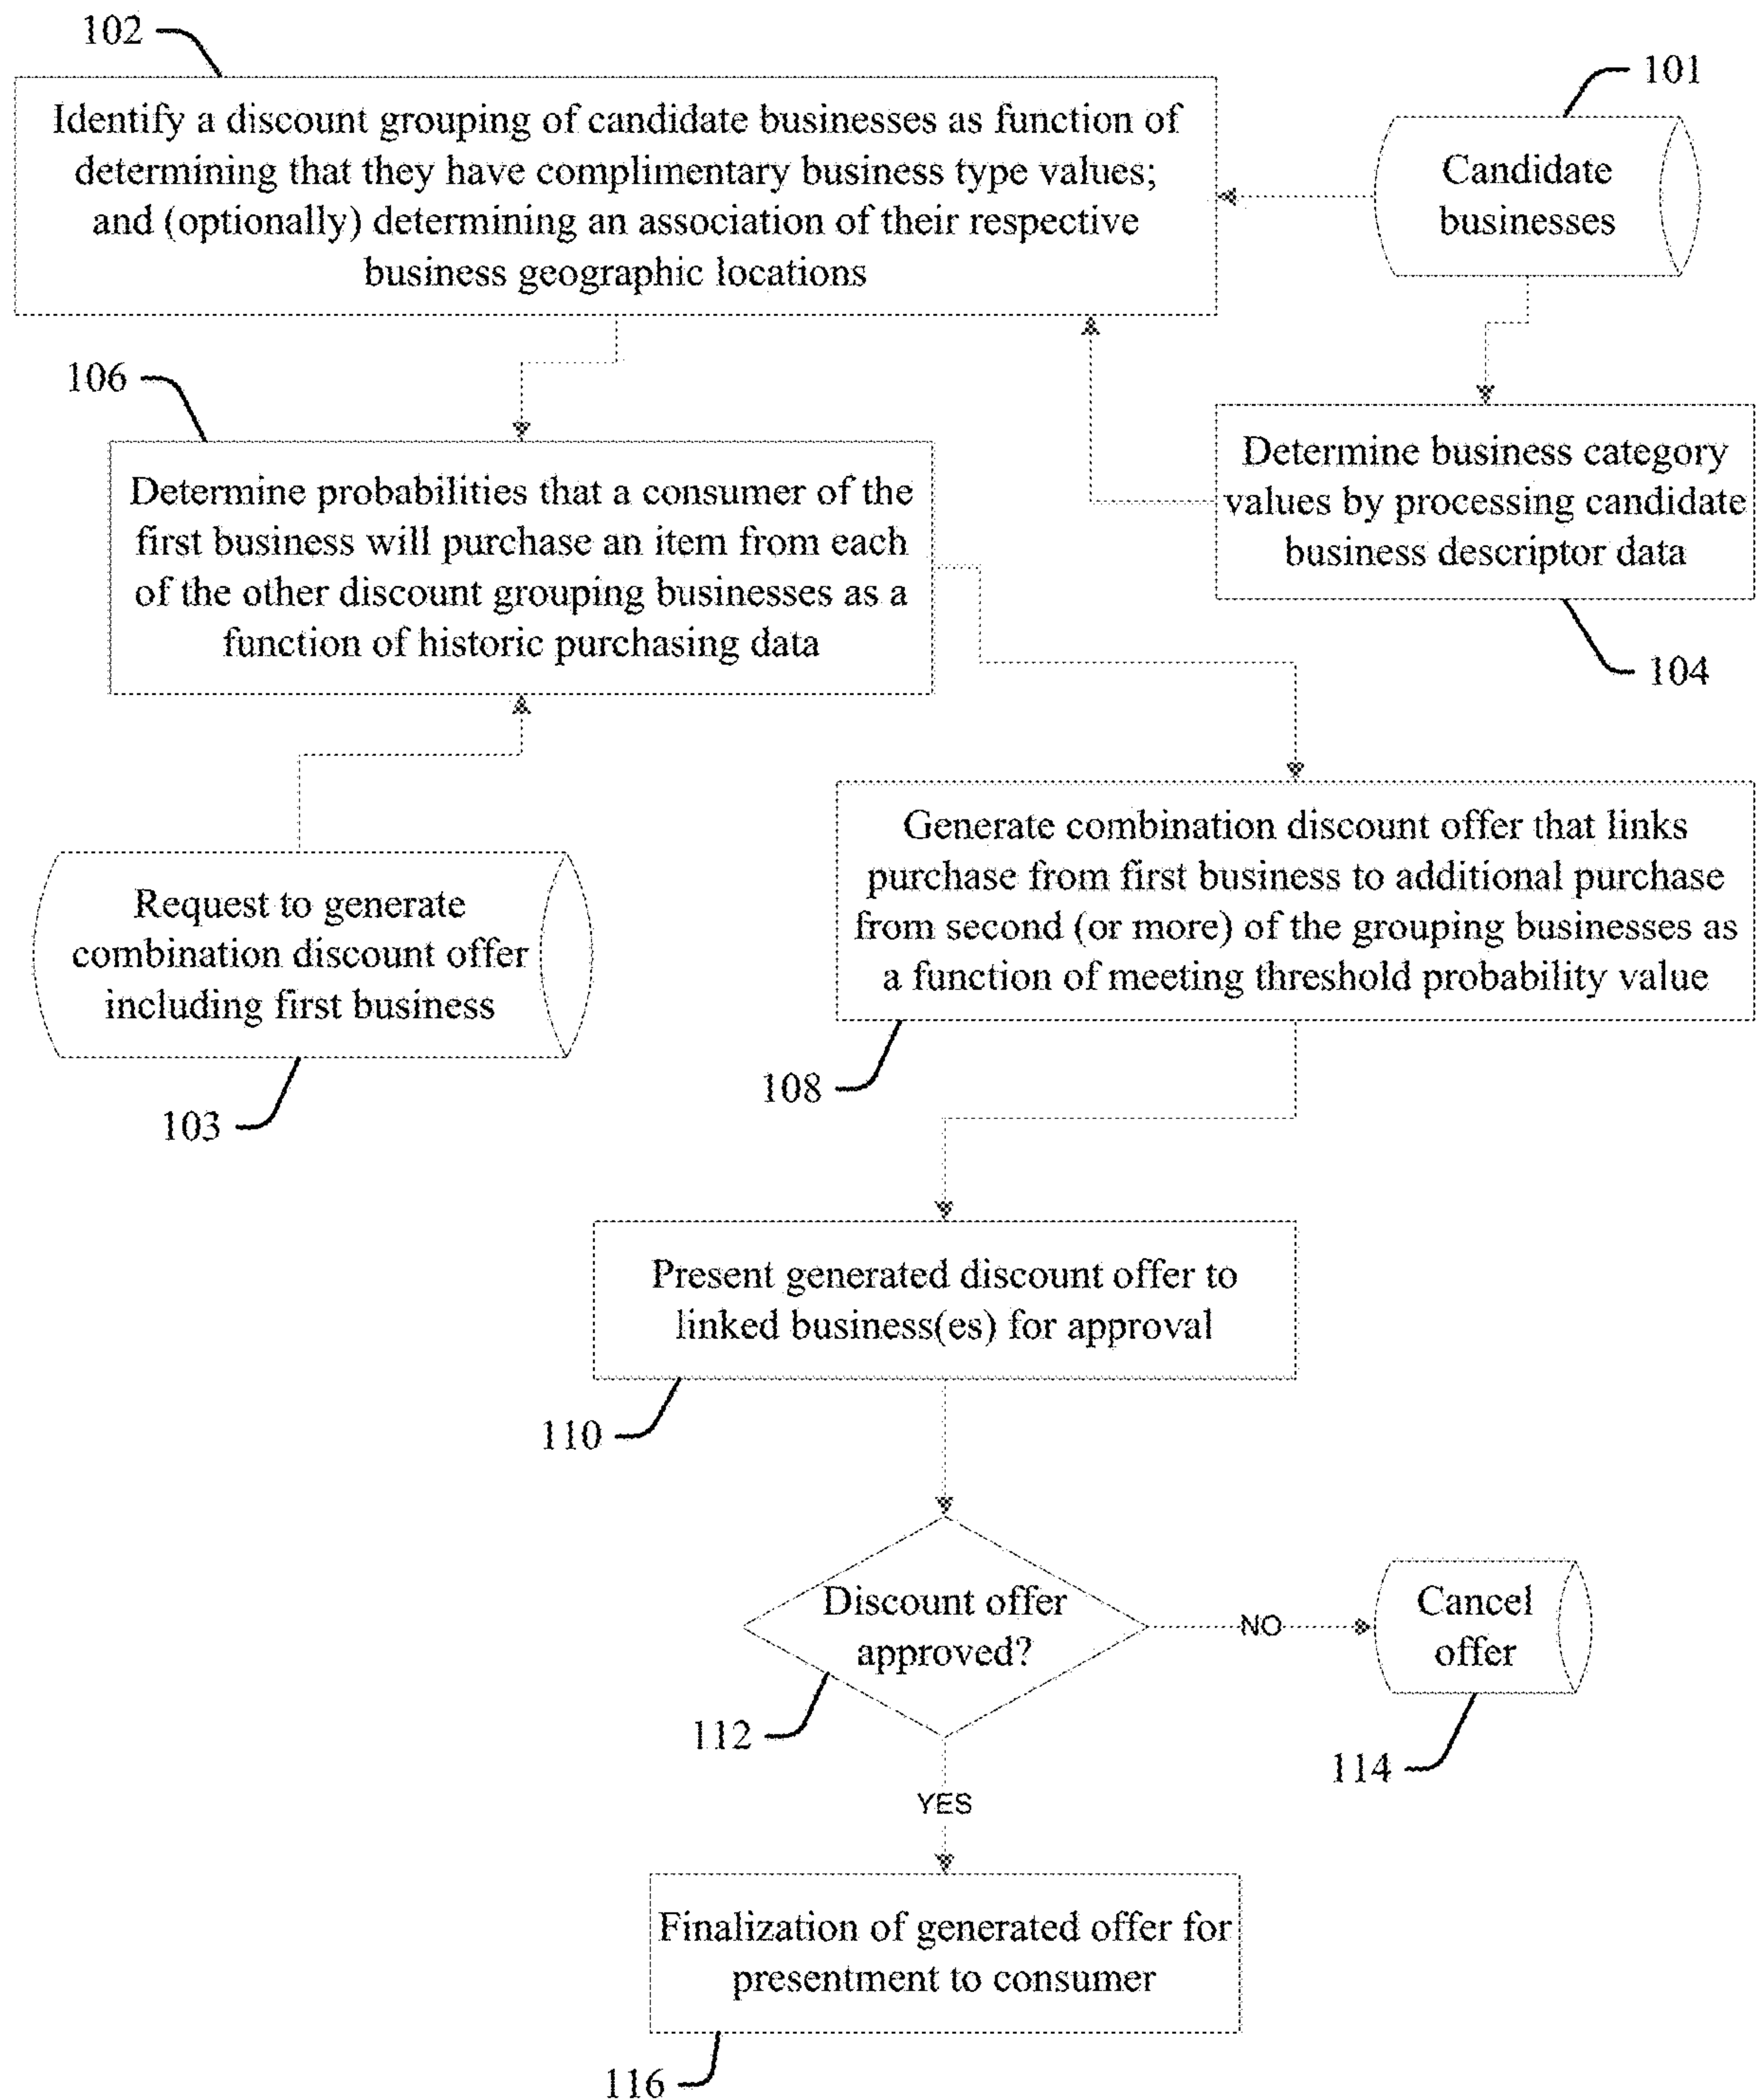 102
101
Identify a discount grouping of candidate businesses as function of
determining that they have complimentary business type values;
and (optionally) determining an association of their respective
business geographic locations
Candidate
businesses
106
Determine business category
values by processing candidate
business descriptor data
104
Determine probabilities that a consumer of the
first business will purchase an item from each
of the other discount grouping businesses as a
function of historic purchasing data
Request to generate
combination discount offer
including first business
103
Generate combination discount offer that links
purchase from first business to additional purchase
from second (or more) of the grouping businesses as
a function of meeting threshold probability value
108
Present generated discount offer to
linked business(es) for approval
110
Discount offer
approved?
112
NO
Cancel
offer
114
YES
Finalization of generated offer for
presentment to consumer
116